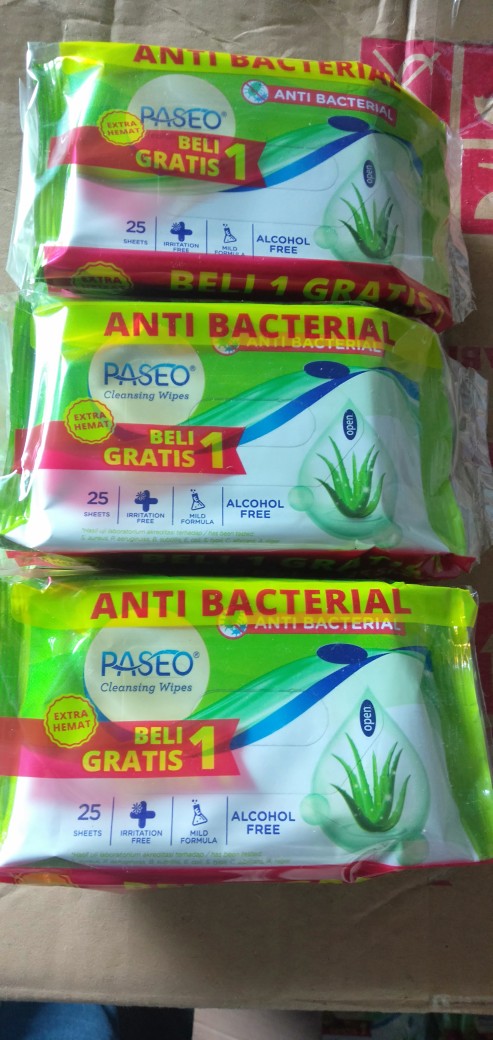 ANTI BACTERIAL
ANTI BACTERIAL
PASEO
EXTRA
HEMAT
BELI
GRATIS 1
open
25
SHEETS
IRRITATION
FREE
MILD
FORMULA
ALCOHOL
FREE
EXTRA
BELI 1 GRATIS 1
ANTI BACTERIAL
ANTI BACTERIAL
PASEO®
Cleansing Wipes
EXTRA
HEMAT
BELI
GRATIS 1
open
25
SHEETS
IRRITATION
FREE
MILD
FORMULA
ALCOHOL
FREE
ANTI BACTERIAL
ANTI BACTERIAL
PASEO®
Cleansing Wipes
EXTRA
HEMAT
BELI
GRATIS 1
open
25
SHEETS
IRRITATION
FREE
MILD
FORMULA
ALCOHOL
FREE